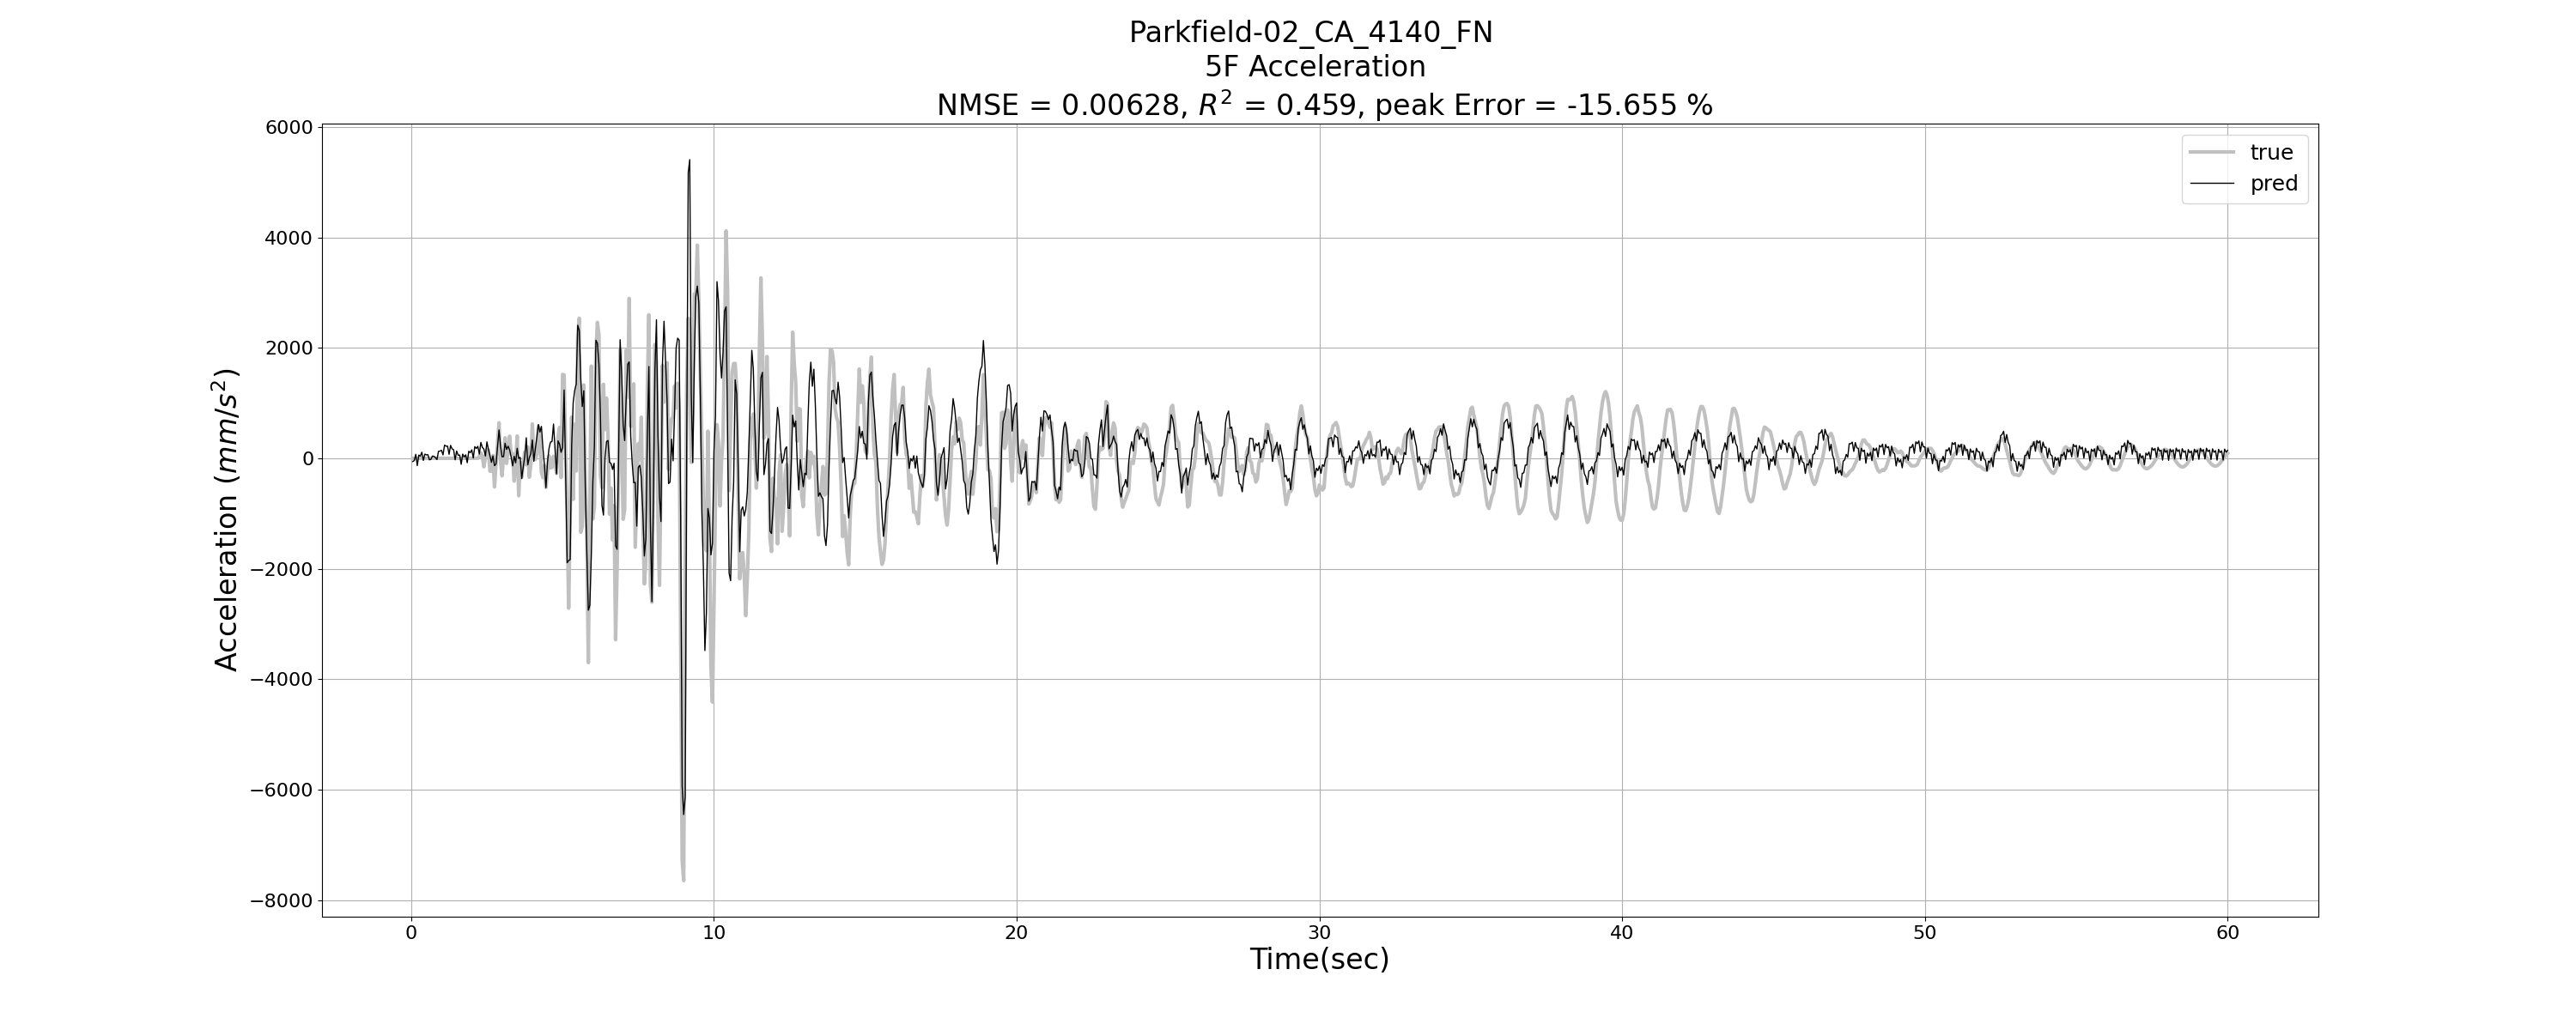 Parkfield-02_CA_4140_FN
5F Acceleration
NMSE = 0.00628, R² = 0.459, peak Error = -15.655 %
6000
4000
2000
0
−2000
−4000
−6000
−8000
Acceleration (mm/s²)
true
pred
0 10 20 30 40 50 60
Time(sec)